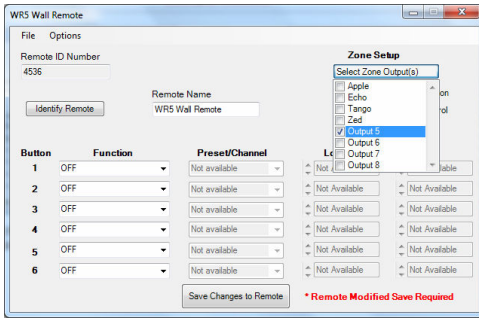 WR5 Wall Remote
File Options
Remote ID Number
4536
Zone Setup
Select Zone Output(s)
Apple
Echo
Tango
Zed
Output 5
Output 6
Output 7
Output 8
Identify Remote
Remote Name
WR5 Wall Remote
Button Function Preset/Channel
1 OFF Not available
2 OFF Not available Not Available Not Available
3 OFF Not available Not Available Not Available
4 OFF Not available Not Available Not Available
5 OFF Not available Not Available Not Available
6 OFF Not available Not Available Not Available
Save Changes to Remote
* Remote Modified Save Required